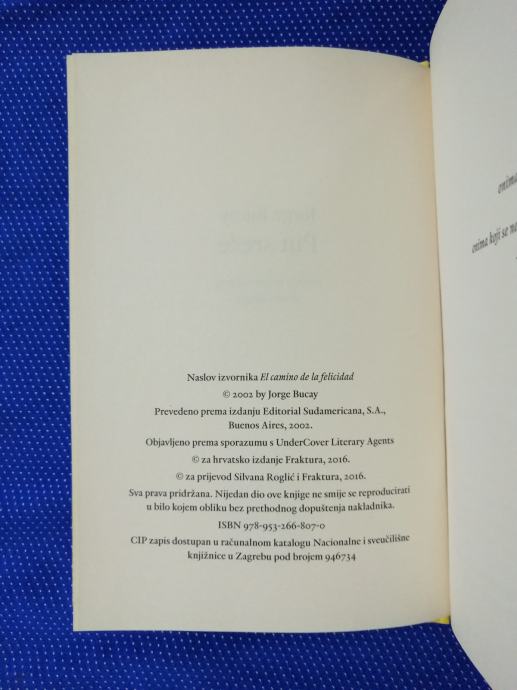 Naslov izvornika El camino de la felicidad
© 2002 by Jorge Bucay
Prevedeno prema izdanju Editorial Sudamericana, S.A.,
Buenos Aires, 2002.
Objavljeno prema sporazumu s UnderCover Literary Agents
© za hrvatsko izdanje Fraktura, 2016.
© za prijevod Silvana Roglić i Fraktura, 2016.
Sva prava pridržana. Nijedan dio ove knjige ne smije se reproducirati
u bilo kojem obliku bez prethodnog dopuštenja nakladnika.
ISBN 978-953-266-807-0
CIP zapis dostupan u računalnom katalogu Nacionalne i sveučilišne
knjižnice u Zagrebu pod brojem 946734
onima koji se